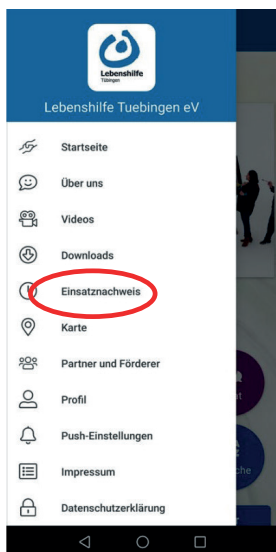 Lebenshilfe
Tübingen
Lebenshilfe Tuebingen eV
Startseite
Über uns
Videos
Downloads
Einsatznachweis
Karte
Partner und Förderer
Profil
Push-Einstellungen
Impressum
Datenschutzerklärung